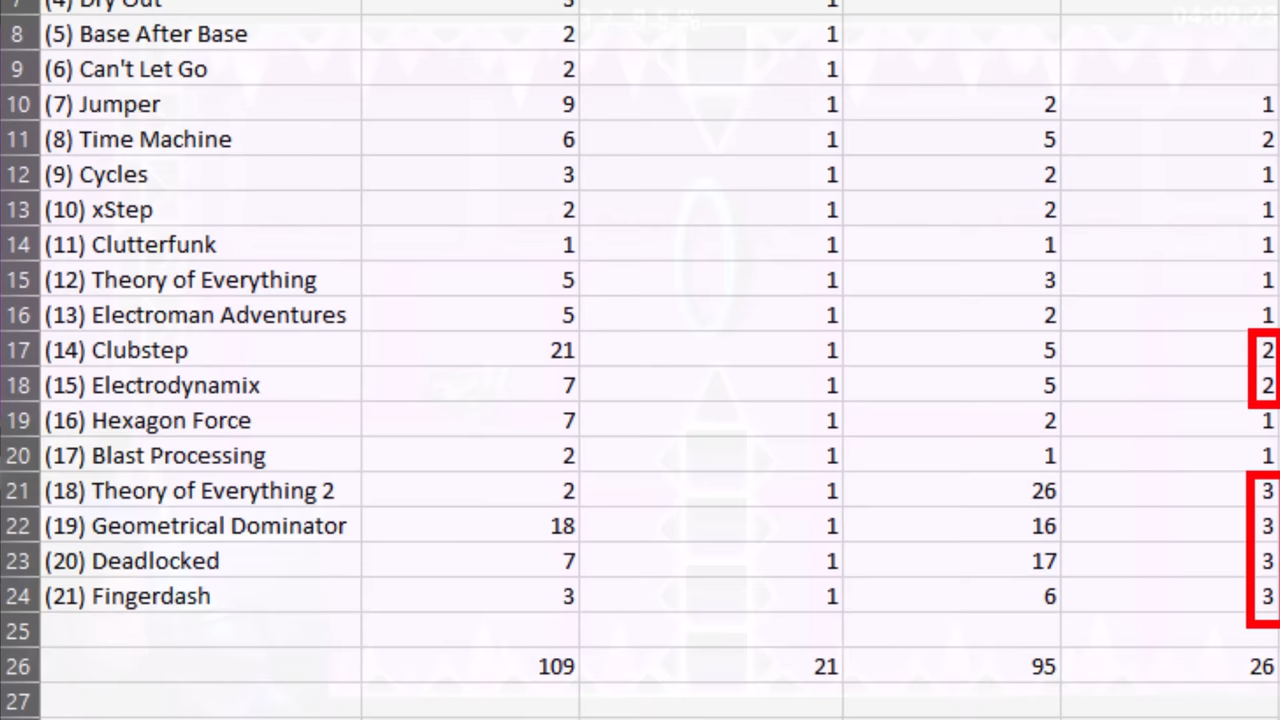 7 (4) Dry Out 3 1
8 (5) Base After Base 2 1
9 (6) Can't Let Go 2 1
10 (7) Jumper 9 1 2 1
11 (8) Time Machine 6 1 5 2
12 (9) Cycles 3 1 2 1
13 (10) xStep 2 1 2 1
14 (11) Clutterfunk 1 1 1 1
15 (12) Theory of Everything 5 1 3 1
16 (13) Electroman Adventures 5 1 2 1
17 (14) Clubstep 21 1 5 2
18 (15) Electrodynamix 7 1 5 2
19 (16) Hexagon Force 7 1 2 1
20 (17) Blast Processing 2 1 1 1
21 (18) Theory of Everything 2 2 1 26 3
22 (19) Geometrical Dominator 18 1 16 3
23 (20) Deadlocked 7 1 17 3
24 (21) Fingerdash 3 1 6 3
25
26 109 21 95 26
27